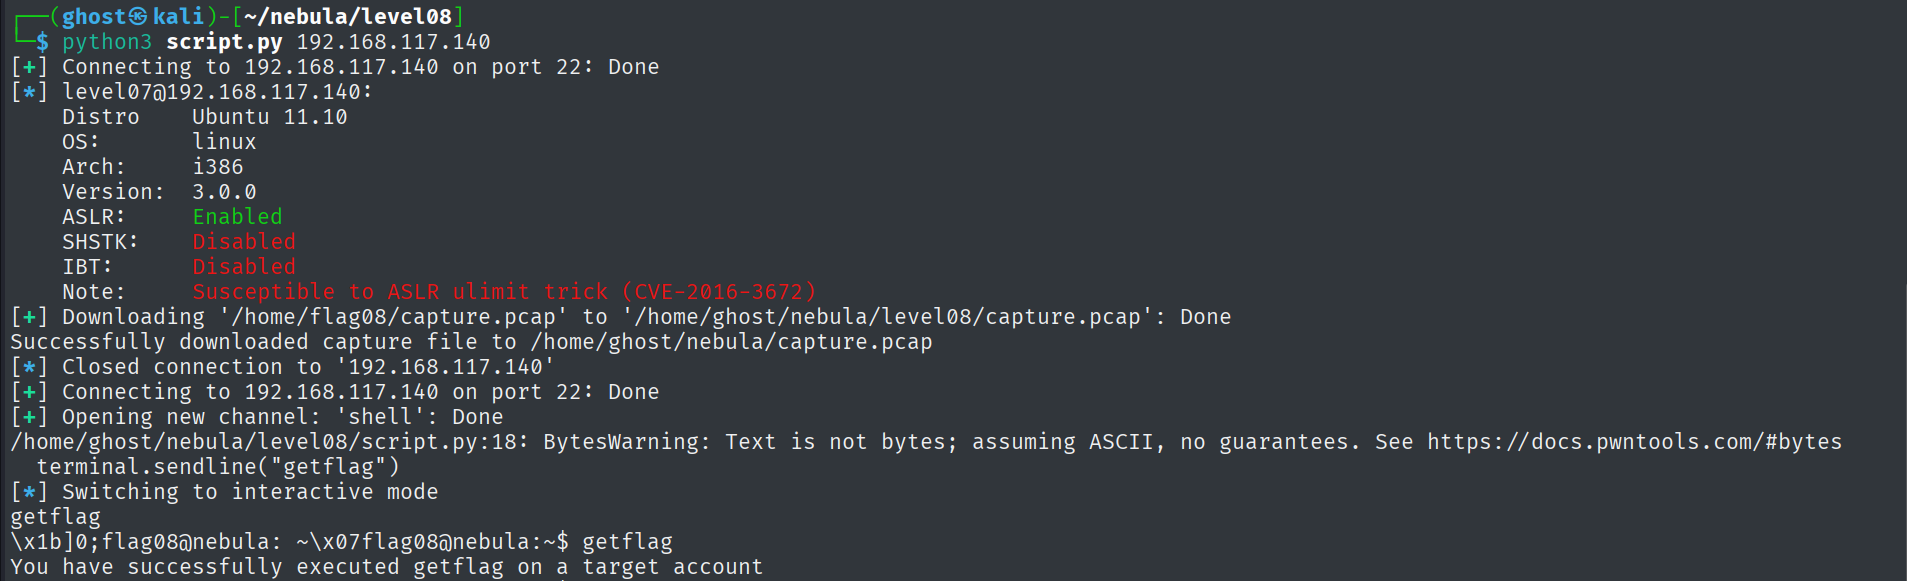 ┌──(ghost㉿kali)-[~/nebula/level08]
└─$ python3 script.py 192.168.117.140
[+] Connecting to 192.168.117.140 on port 22: Done
[*] level07@192.168.117.140:
    Distro    Ubuntu 11.10
    OS:       linux
    Arch:     i386
    Version:  3.0.0
    ASLR:     Enabled
    SHSTK:    Disabled
    IBT:      Disabled
    Note:     Susceptible to ASLR ulimit trick (CVE-2016-3672)
[+] Downloading '/home/flag08/capture.pcap' to '/home/ghost/nebula/level08/capture.pcap': Done
Successfully downloaded capture file to /home/ghost/nebula/capture.pcap
[*] Closed connection to '192.168.117.140'
[+] Connecting to 192.168.117.140 on port 22: Done
[+] Opening new channel: 'shell': Done
/home/ghost/nebula/level08/script.py:18: BytesWarning: Text is not bytes; assuming ASCII, no guarantees. See https://docs.pwntools.com/#bytes
  terminal.sendline("getflag")
[*] Switching to interactive mode
getflag
\x1b]0;flag08@nebula: ~\x07flag08@nebula:~$ getflag
You have successfully executed getflag on a target account